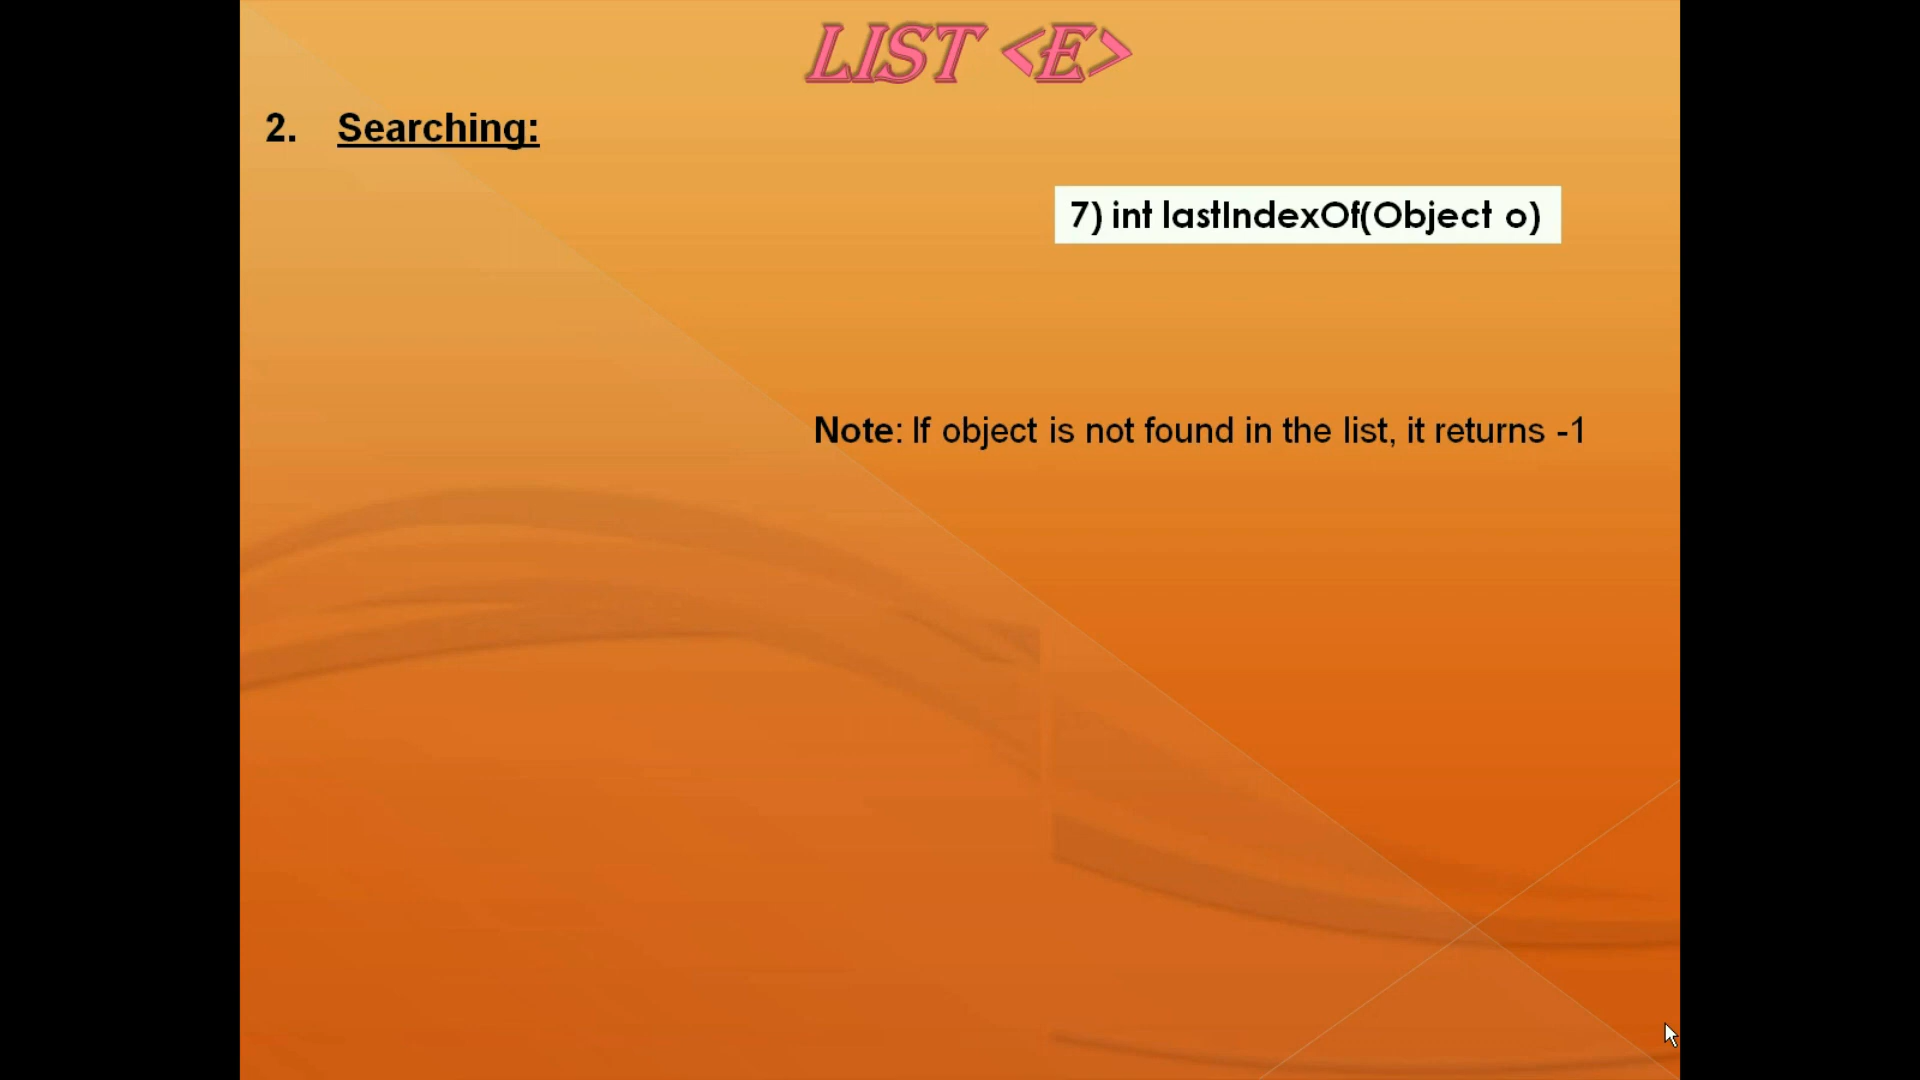 LIST <E>
2. Searching:
7) int lastIndexOf(Object o)
Note: If object is not found in the list, it returns -1